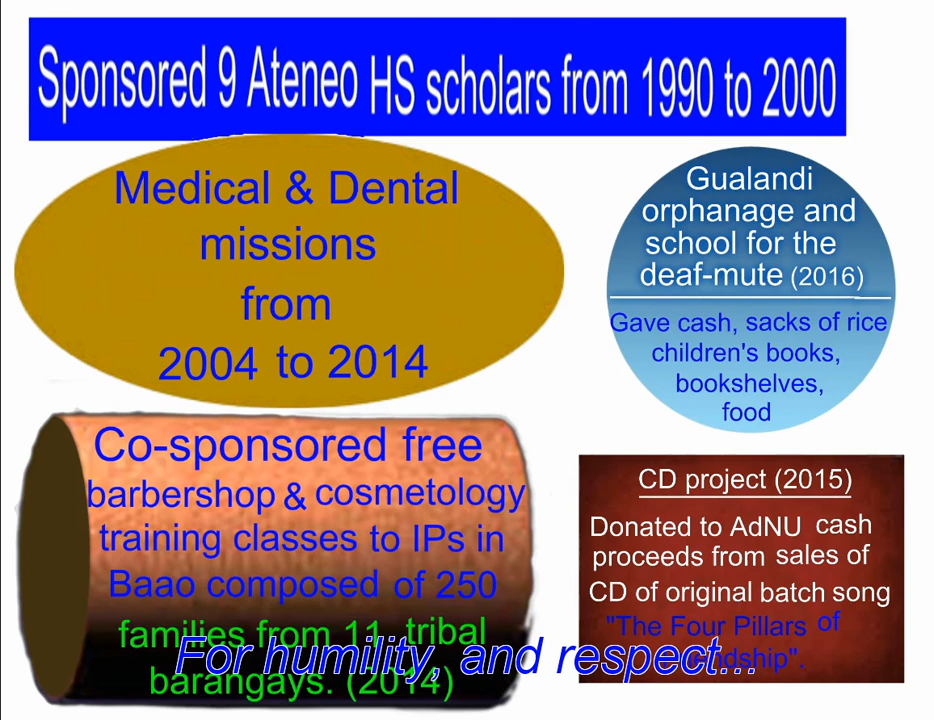 Sponsored 9 Ateneo HS scholars from 1990 to 2000
Medical & Dental
missions
from
2004 to 2014
Gualandi
orphanage and
school for the
deaf-mute (2016)
Gave cash, sacks of rice
children's books,
bookshelves,
food
Co-sponsored free
barbershop & cosmetology
training classes to IPs in
Baao composed of 250
families from 11 tribal
barangays. (2014)
CD project (2015)
Donated to AdNU cash
proceeds from sales of
CD of original batch song
"The Four Pillars of
For humility, and respect...